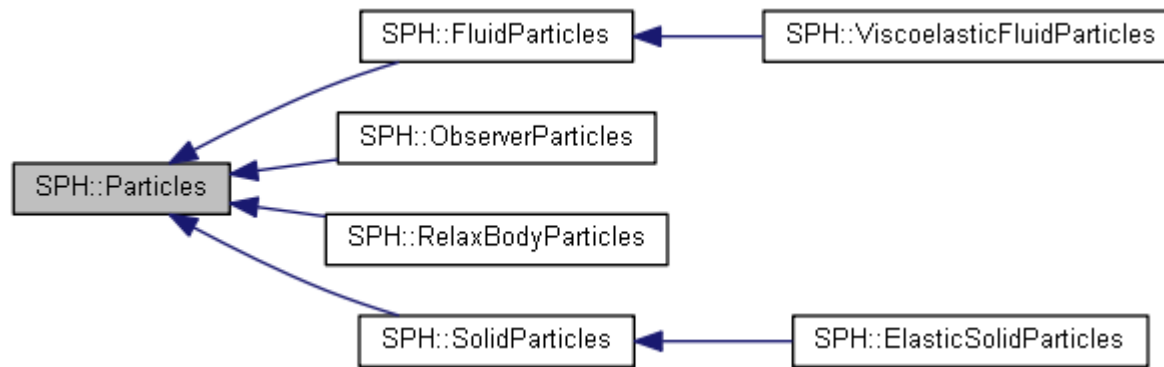 SPH::FluidParticles
SPH::ViscoelasticFluidParticles
SPH::ObserverParticles
SPH::Particles
SPH::RelaxBodyParticles
SPH::SolidParticles
SPH::ElasticSolidParticles